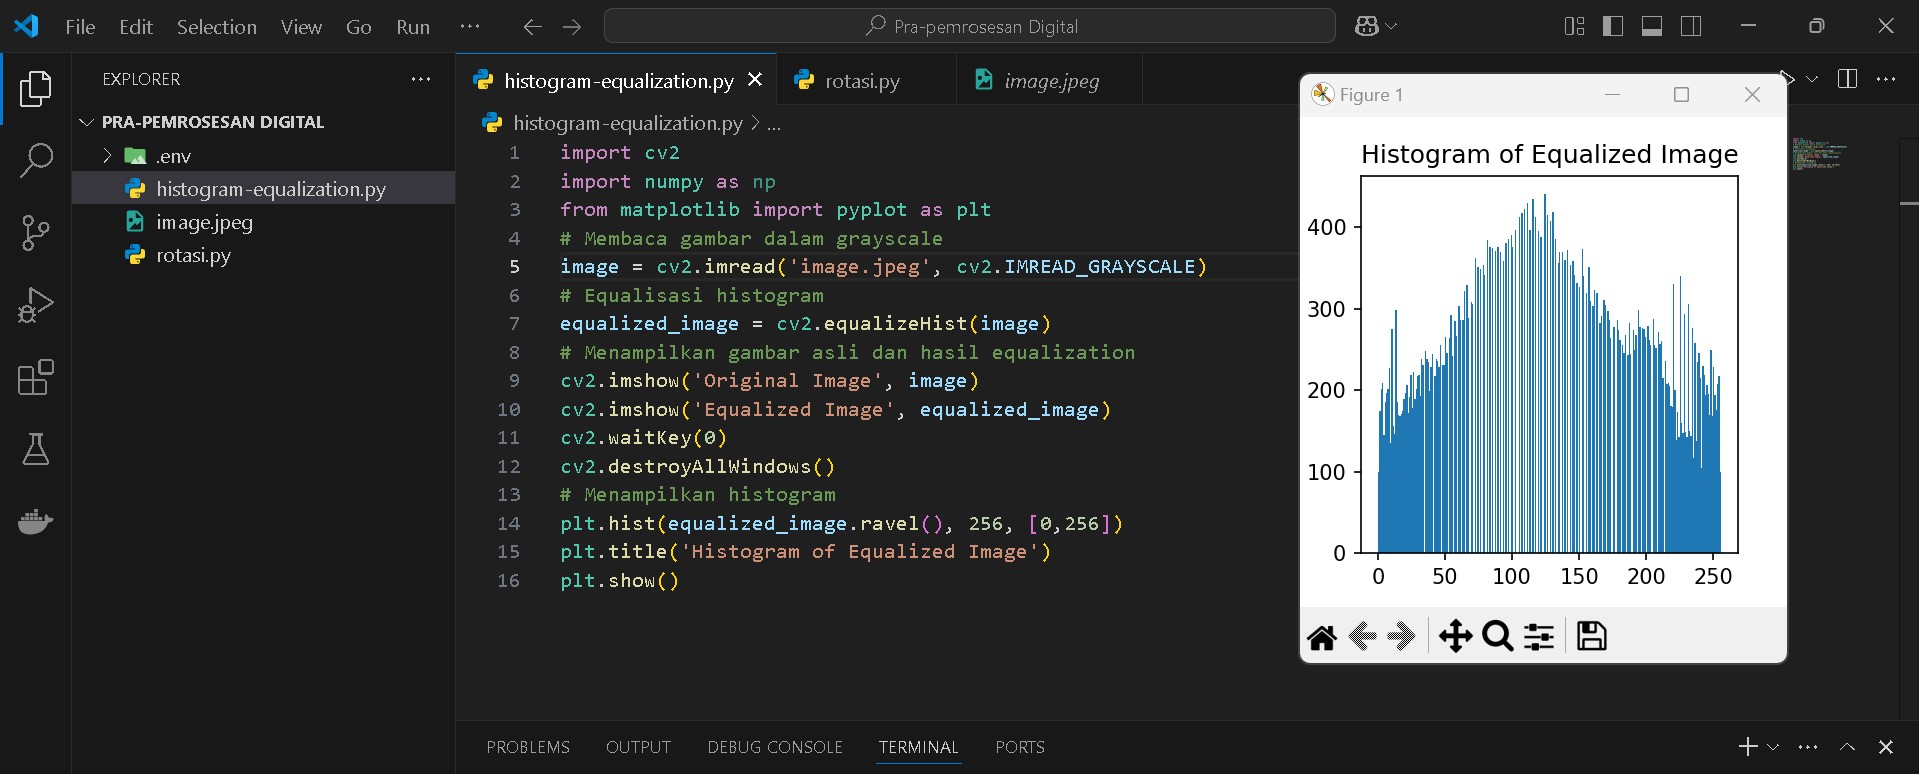 File Edit Selection View Go Run ···
Pra-pemrosesan Digital
EXPLORER ···
PRA-PEMROSESAN DIGITAL
.env
histogram-equalization.py
image.jpeg
rotasi.py
histogram-equalization.py
rotasi.py
image.jpeg
histogram-equalization.py > ...
1 import cv2
2 import numpy as np
3 from matplotlib import pyplot as plt
4 # Membaca gambar dalam grayscale
5 image = cv2.imread('image.jpeg', cv2.IMREAD_GRAYSCALE)
6 # Equalisasi histogram
7 equalized_image = cv2.equalizeHist(image)
8 # Menampilkan gambar asli dan hasil equalization
9 cv2.imshow('Original Image', image)
10 cv2.imshow('Equalized Image', equalized_image)
11 cv2.waitKey(0)
12 cv2.destroyAllWindows()
13 # Menampilkan histogram
14 plt.hist(equalized_image.ravel(), 256, [0,256])
15 plt.title('Histogram of Equalized Image')
16 plt.show()
Figure 1
Histogram of Equalized Image
400
300
200
100
0
0 50 100 150 200 250
PROBLEMS OUTPUT DEBUG CONSOLE TERMINAL PORTS